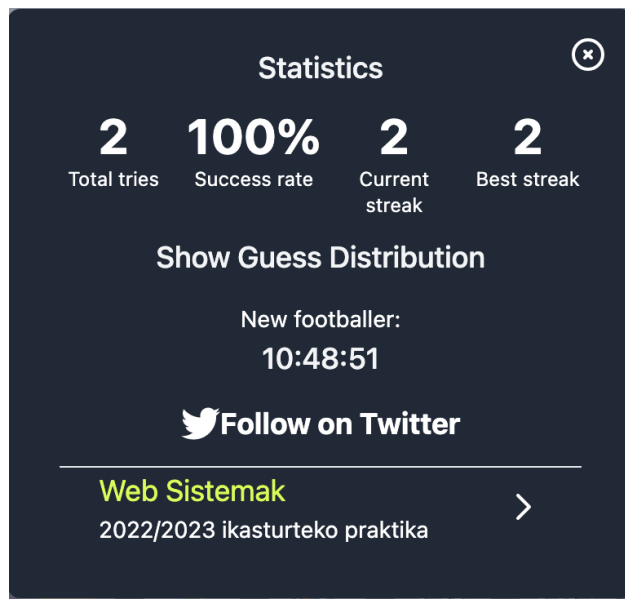 Statistics
2 100% 2 2
Total tries Success rate Current streak Best streak
Show Guess Distribution
New footballer:
10:48:51
Follow on Twitter
Web Sistemak
2022/2023 ikasturteko praktika